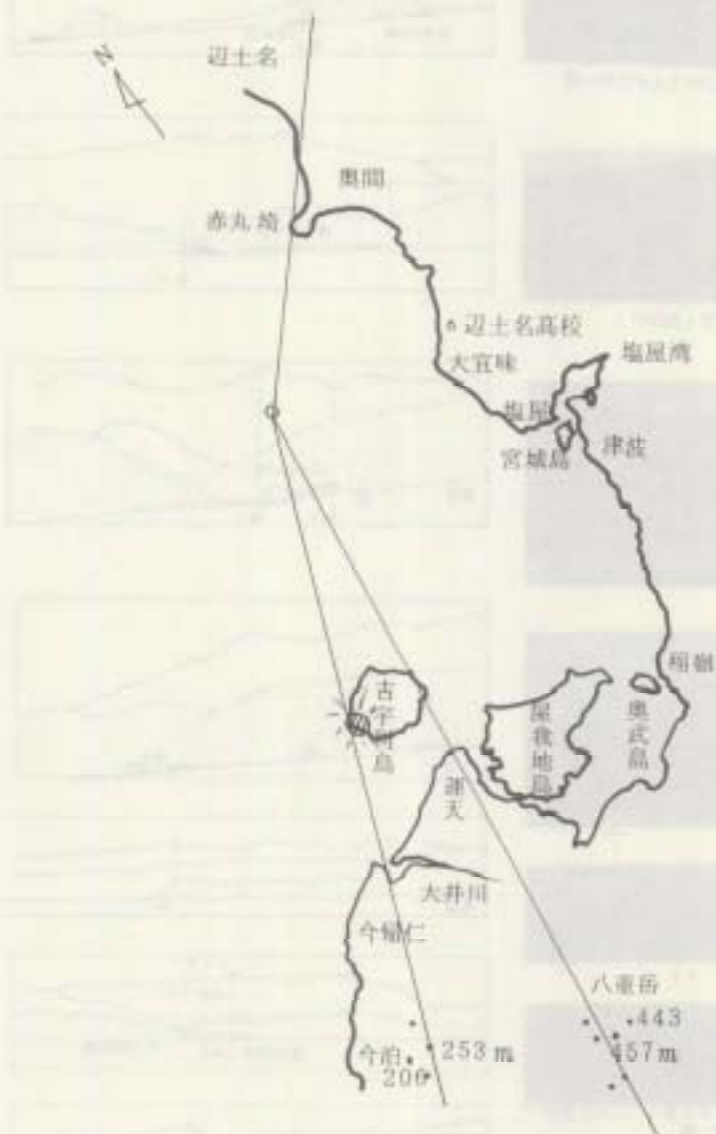 辺土名
N
奥間
赤丸埼
辺土名高校
大宜味
塩屋湾
塩屋
宮城島
津波
稲嶺
古宇利島
屋我地島
奥武島
運天
大井川
今帰仁
八重岳
443
457m
今泊
253m
200